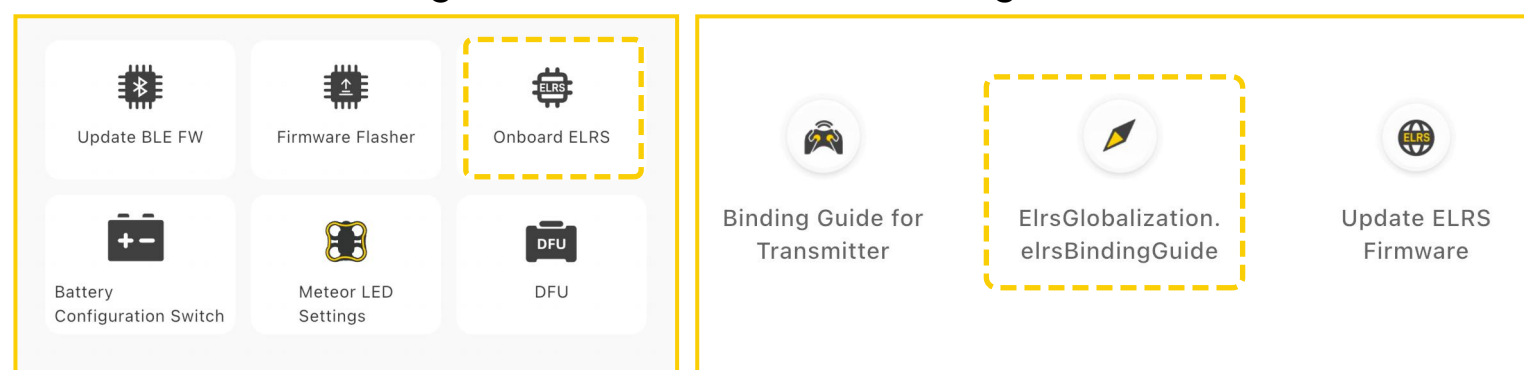 Update BLE FW
Firmware Flasher
ELRS
Onboard ELRS
Battery
Configuration Switch
Meteor LED
Settings
DFU
DFU
Binding Guide for
Transmitter
ElrsGlobalization.
elrsBindingGuide
ELRS
Update ELRS
Firmware